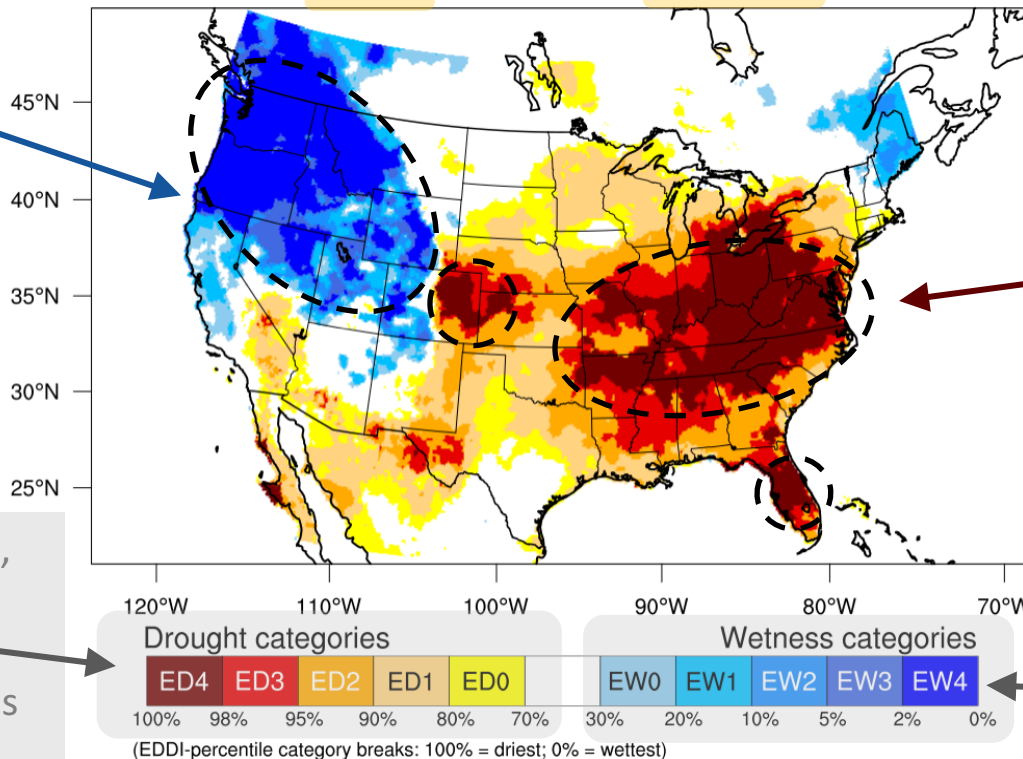 45°N
40°N
35°N
30°N
25°N
120°W 110°W 100°W 90°W 80°W 70°W
,
s
Drought categories
Wetness categories
ED4 ED3 ED2 ED1 ED0 EW0 EW1 EW2 EW3 EW4
100% 98% 95% 90% 80% 70% 30% 20% 10% 5% 2% 0%
(EDDI-percentile category breaks: 100% = driest; 0% = wettest)